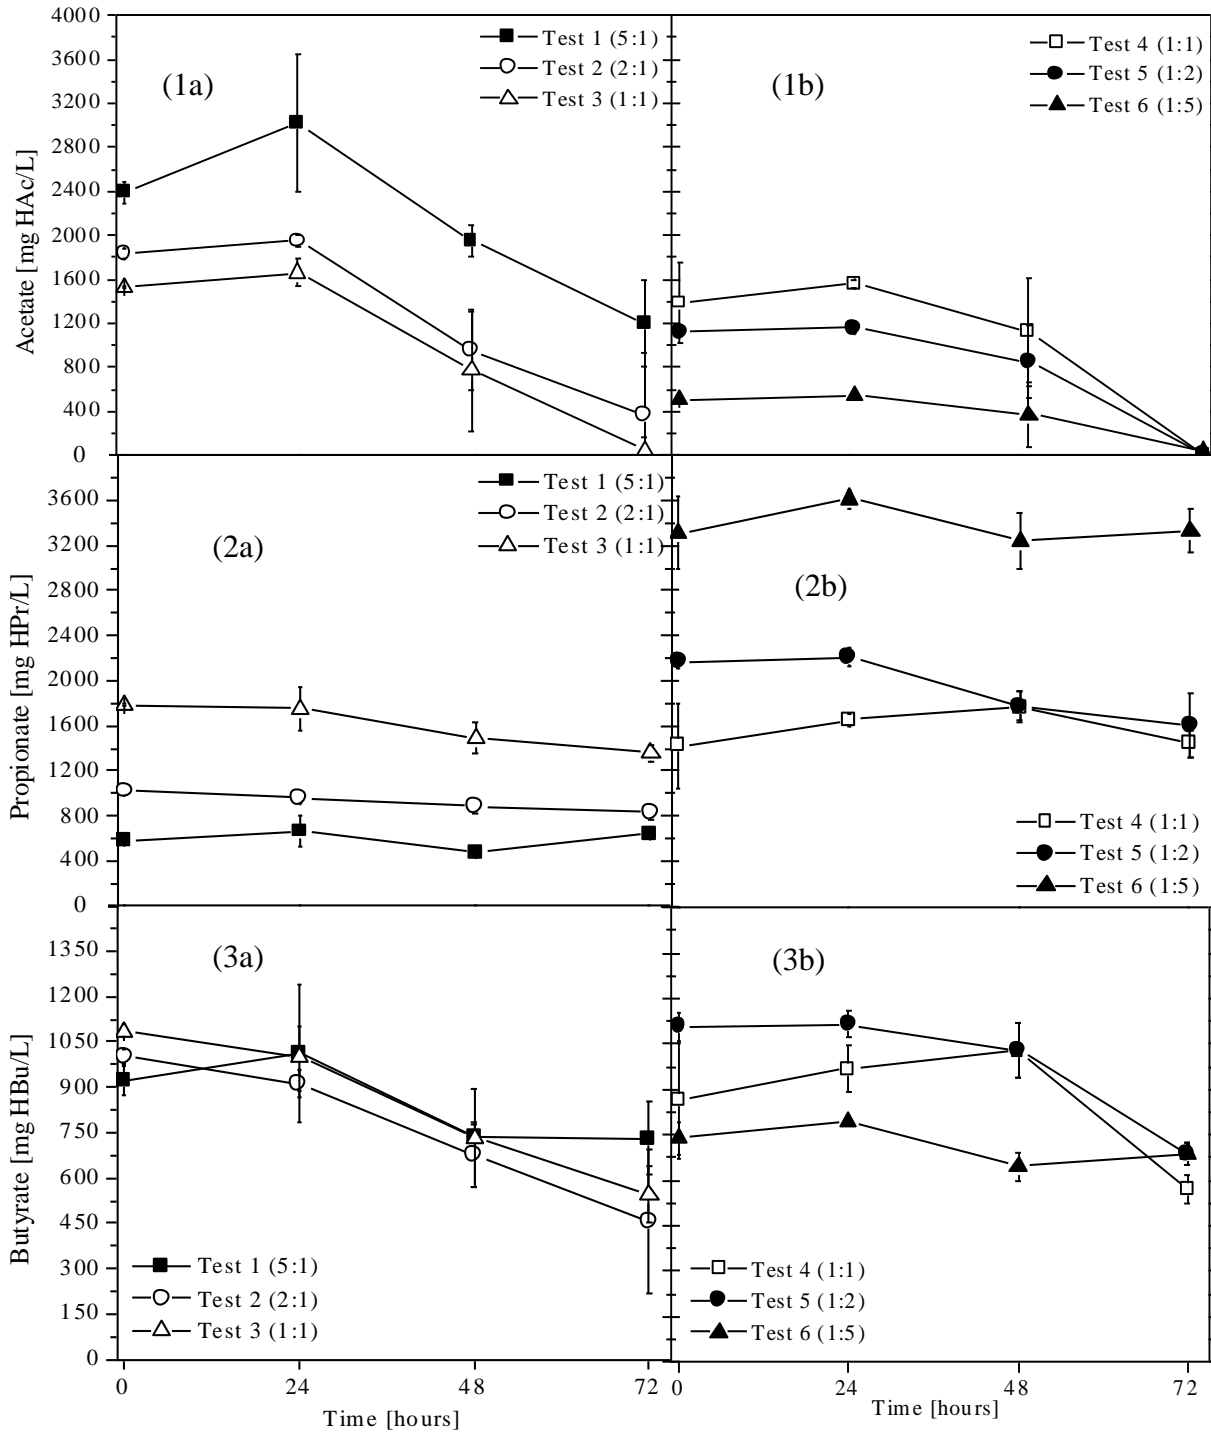 4000
3600
3200
2800
2400
2000
1600
1200
800
400
0
Acetate [mg HAc/L]
(1a)
Test 1 (5:1)
Test 2 (2:1)
Test 3 (1:1)
(1b)
Test 4 (1:1)
Test 5 (1:2)
Test 6 (1:5)
3600
3200
2800
2400
2000
1600
1200
800
400
0
Propionate [mg HPr/L]
(2a)
Test 1 (5:1)
Test 2 (2:1)
Test 3 (1:1)
(2b)
Test 4 (1:1)
Test 5 (1:2)
Test 6 (1:5)
1350
1200
1050
900
750
600
450
300
150
0
Butyrate [mg HBu/L]
(3a)
Test 1 (5:1)
Test 2 (2:1)
Test 3 (1:1)
0 24 48 72
Time [hours]
(3b)
Test 4 (1:1)
Test 5 (1:2)
Test 6 (1:5)
0 24 48 72
Time [hours]